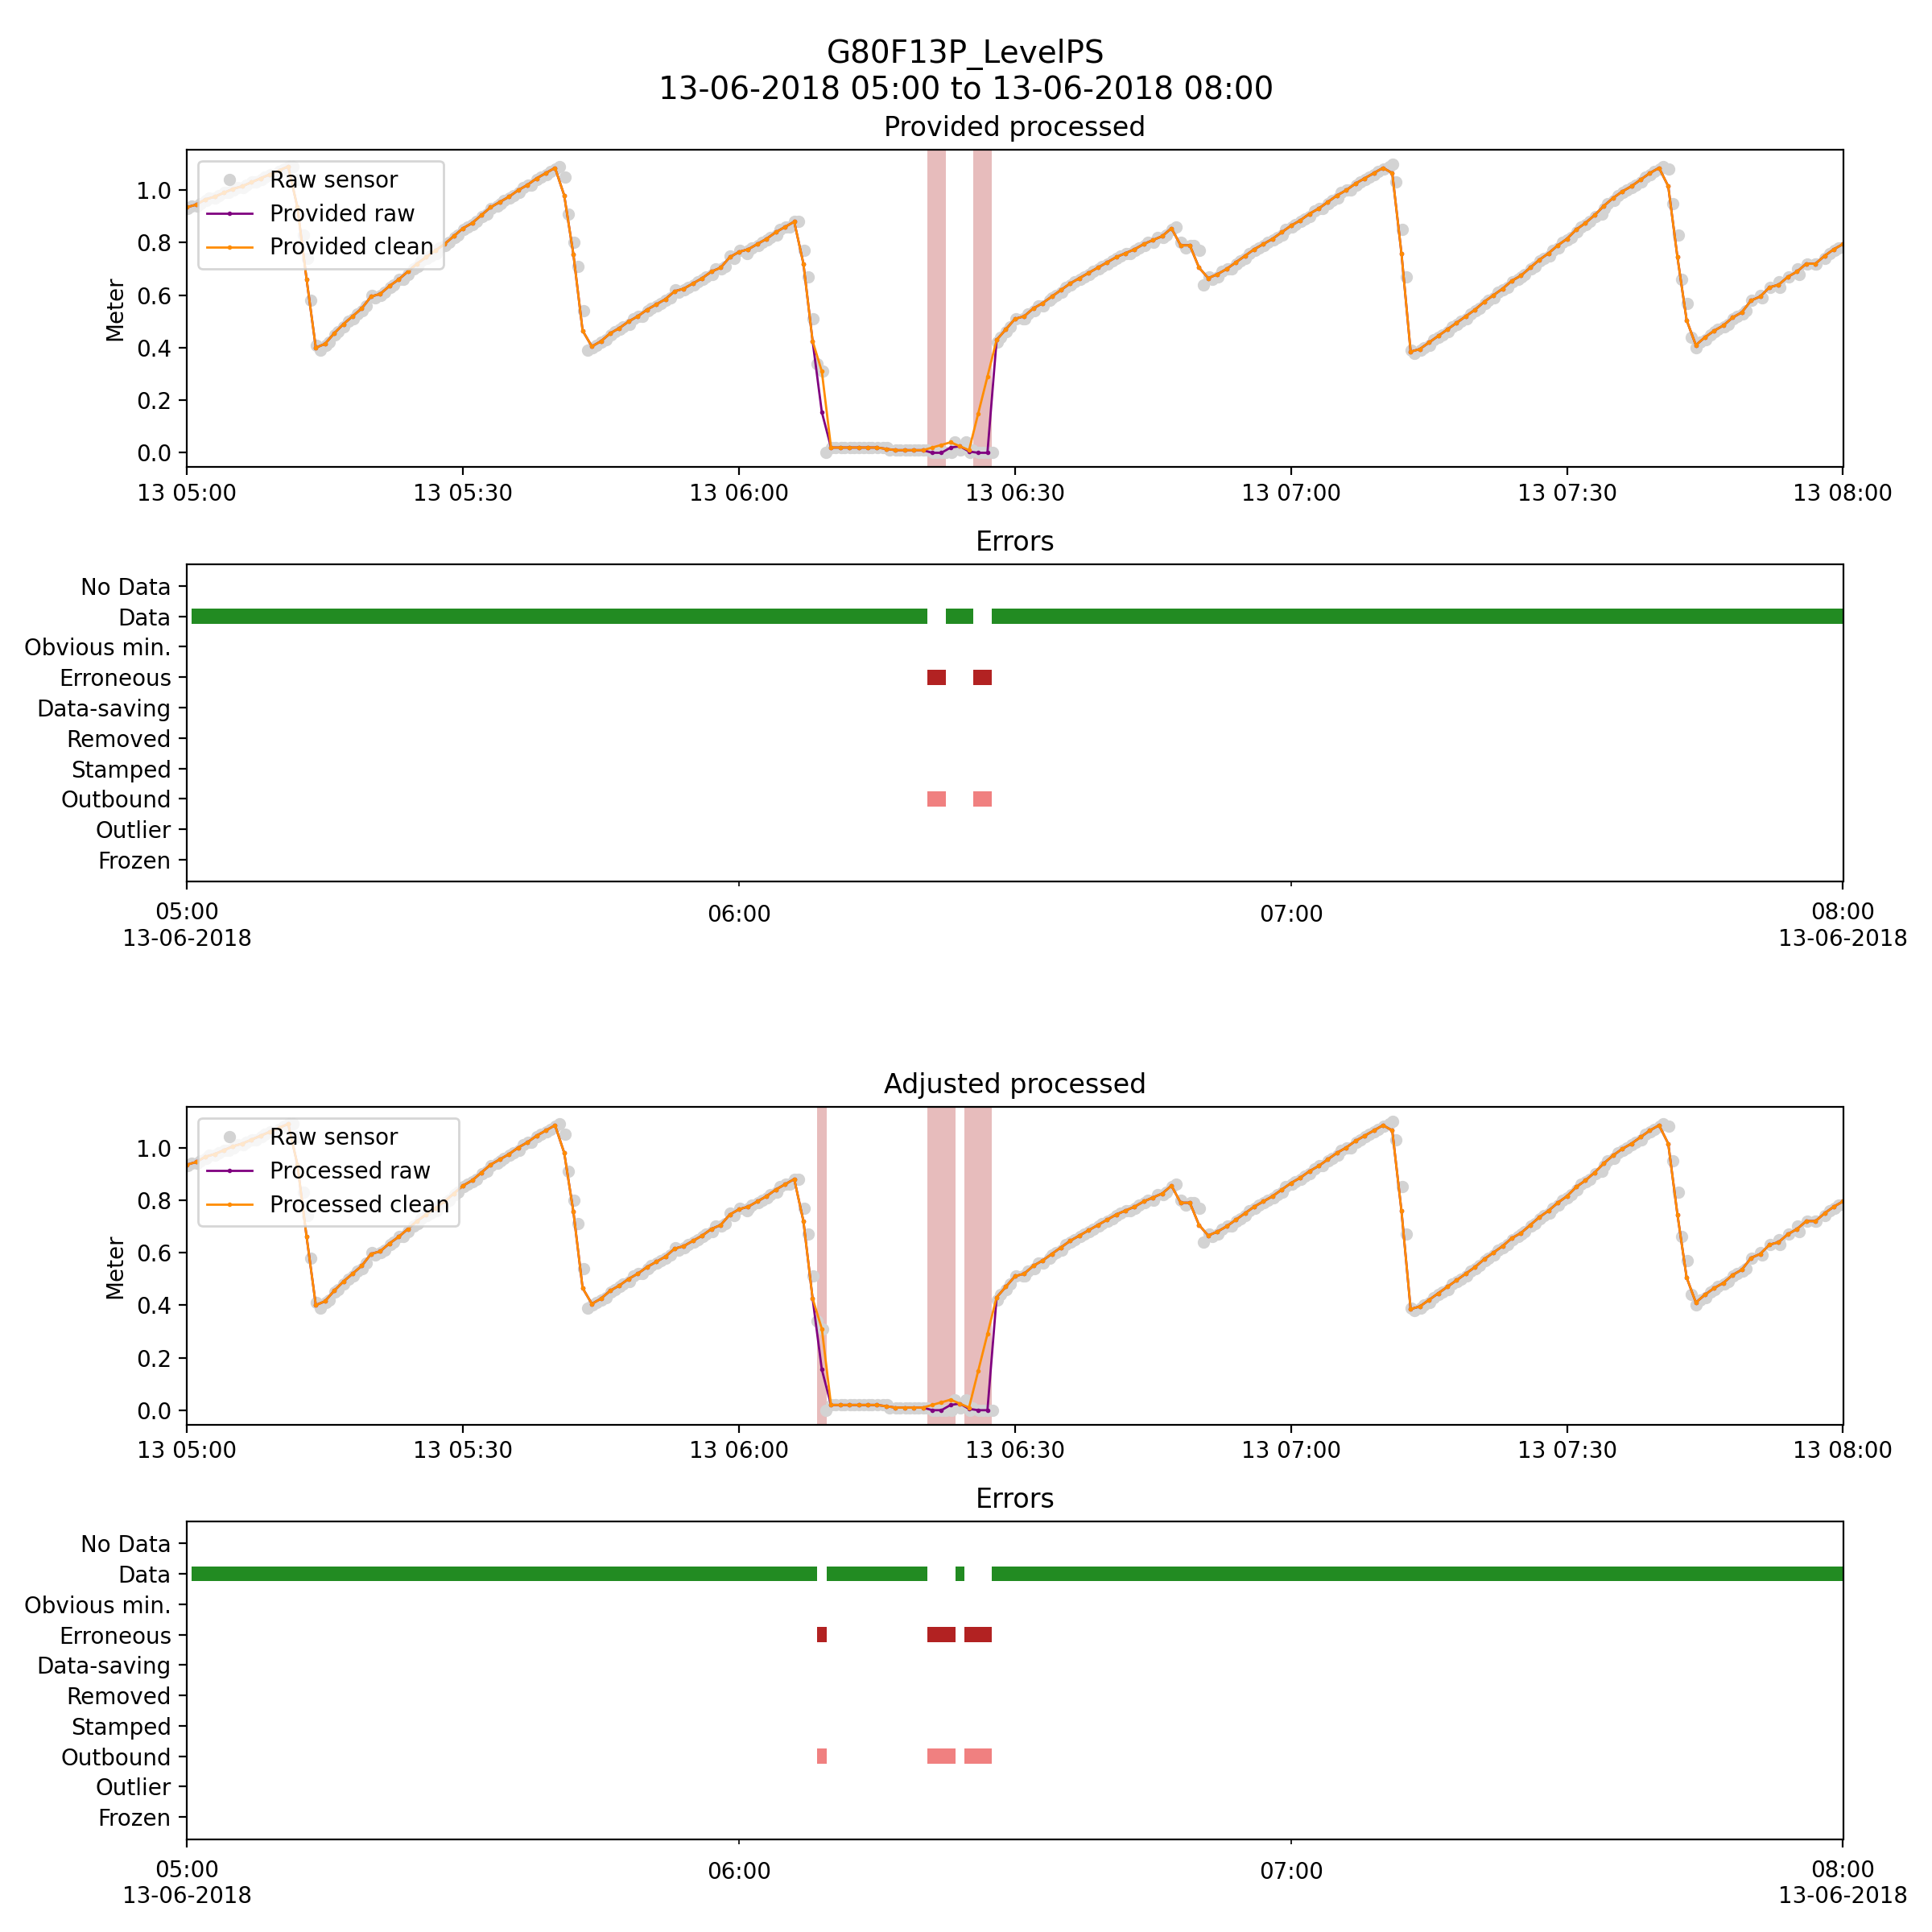 G80F13P_LevelPS
13-06-2018 05:00 to 13-06-2018 08:00
Provided processed
Raw sensor
Provided raw
Provided clean
Meter
1.0
0.8
0.6
0.4
0.2
0.0
13 05:00 13 05:30 13 06:00 13 06:30 13 07:00 13 07:30 13 08:00
Errors
No Data
Data
Obvious min.
Erroneous
Data-saving
Removed
Stamped
Outbound
Outlier
Frozen
05:00 06:00 07:00 08:00
13-06-2018 13-06-2018
Adjusted processed
Raw sensor
Processed raw
Processed clean
Meter
1.0
0.8
0.6
0.4
0.2
0.0
13 05:00 13 05:30 13 06:00 13 06:30 13 07:00 13 07:30 13 08:00
Errors
No Data
Data
Obvious min.
Erroneous
Data-saving
Removed
Stamped
Outbound
Outlier
Frozen
05:00 06:00 07:00 08:00
13-06-2018 13-06-2018